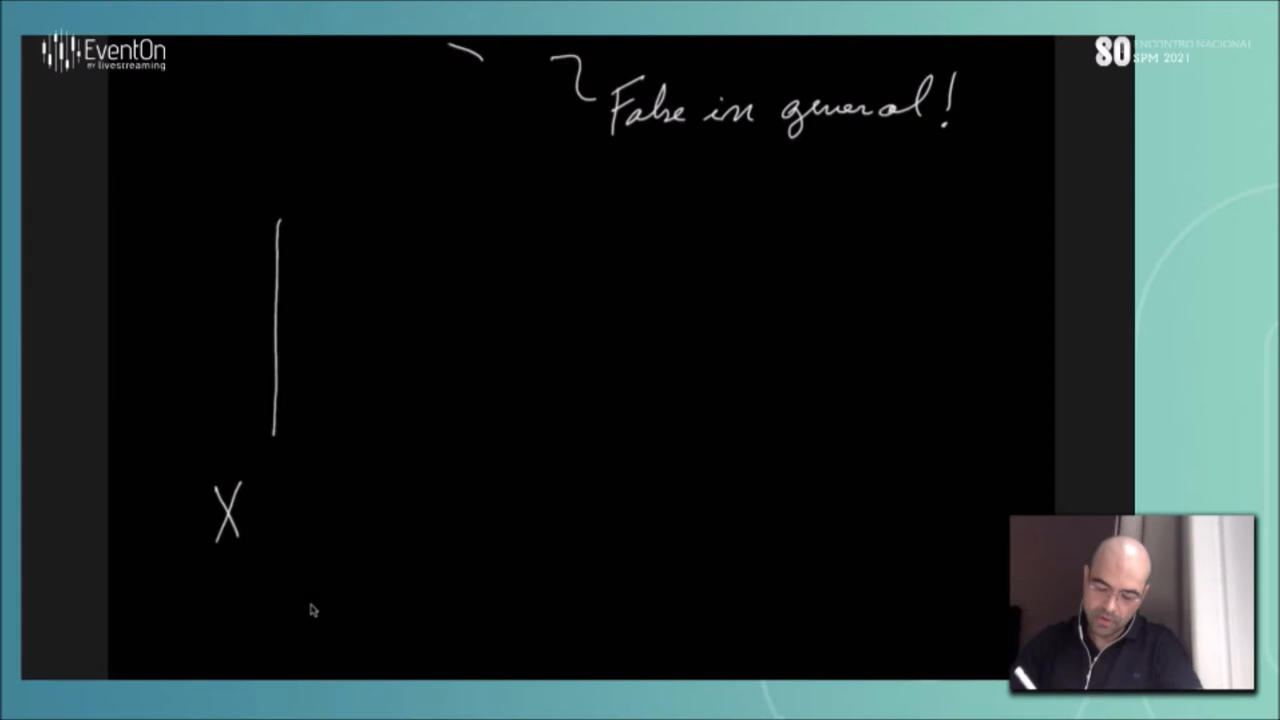 EventOn
BY livestreaming
80 ENCONTRO NACIONAL
SPM 2021
False in general!
X